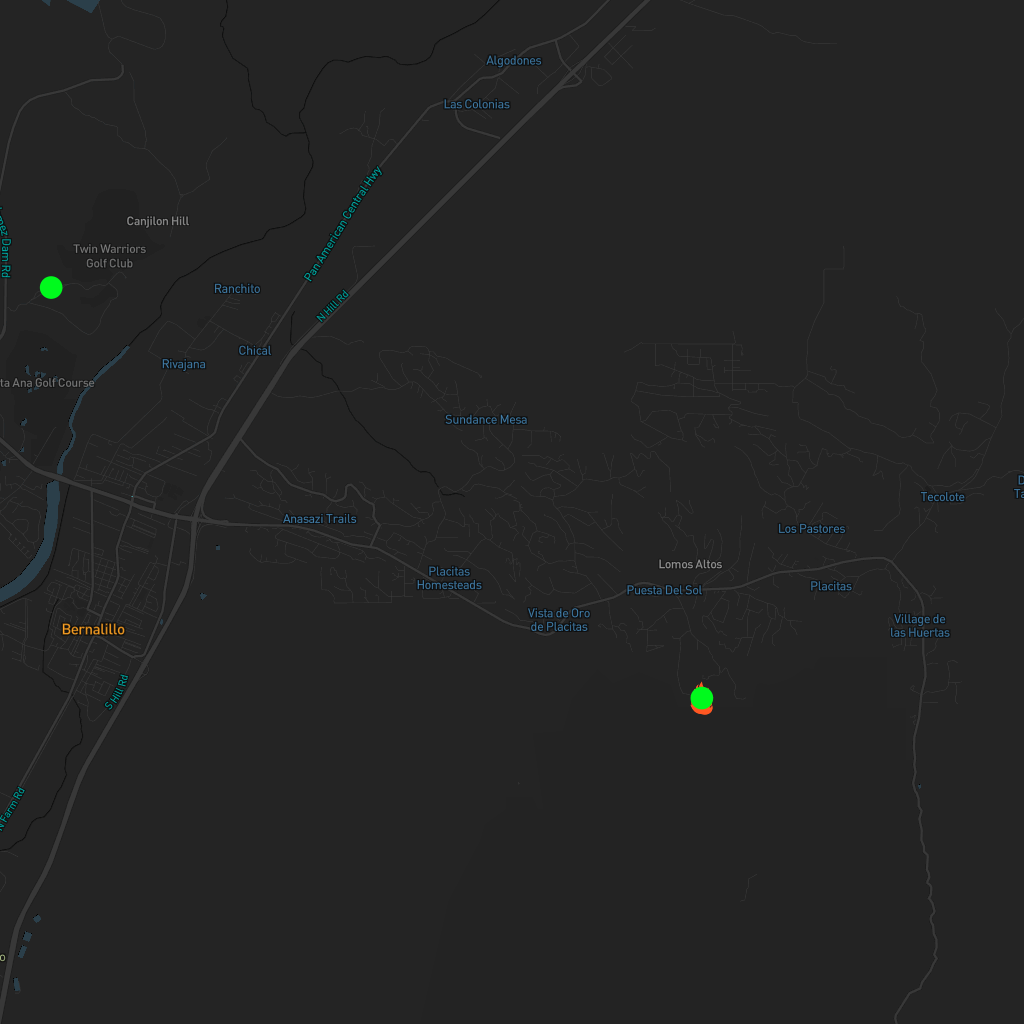 Algodones
Las Colonias
Pan American Central Hwy
Canjilon Hill
Twin Warriors
Golf Club
Dam Rd
Ranchito
N Hill Rd
Chical
Rivajana
Ana Golf Course
Sundance Mesa
Tecolote
Anasazi Trails
Los Pastores
Lomos Altos
Placitas
Homesteads
Puesta Del Sol
Placitas
Vista de Oro
de Placitas
Village de
las Huertas
Bernalillo
S Hill Rd
N Farm Rd